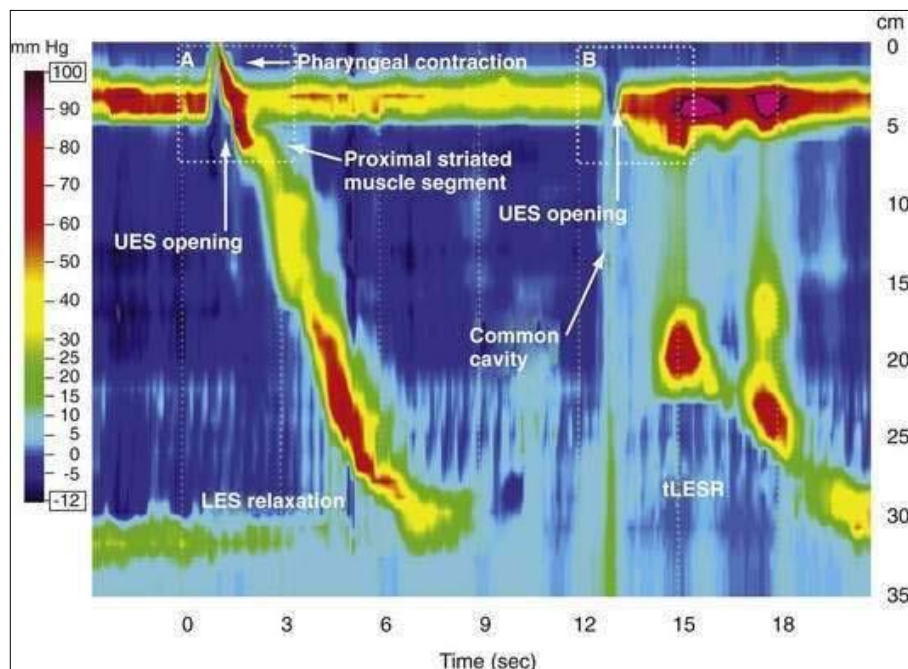 cm
mm Hg
A
Pharyngeal contraction
B
0
100
90
80
70
60
50
40
30
25
20
15
10
5
0
-5
-12
5
Proximal striated
muscle segment
UES opening
UES opening
10
15
Common
cavity
20
25
LES relaxation
tLESR
30
35
0 3 6 9 12 15 18
Time (sec)